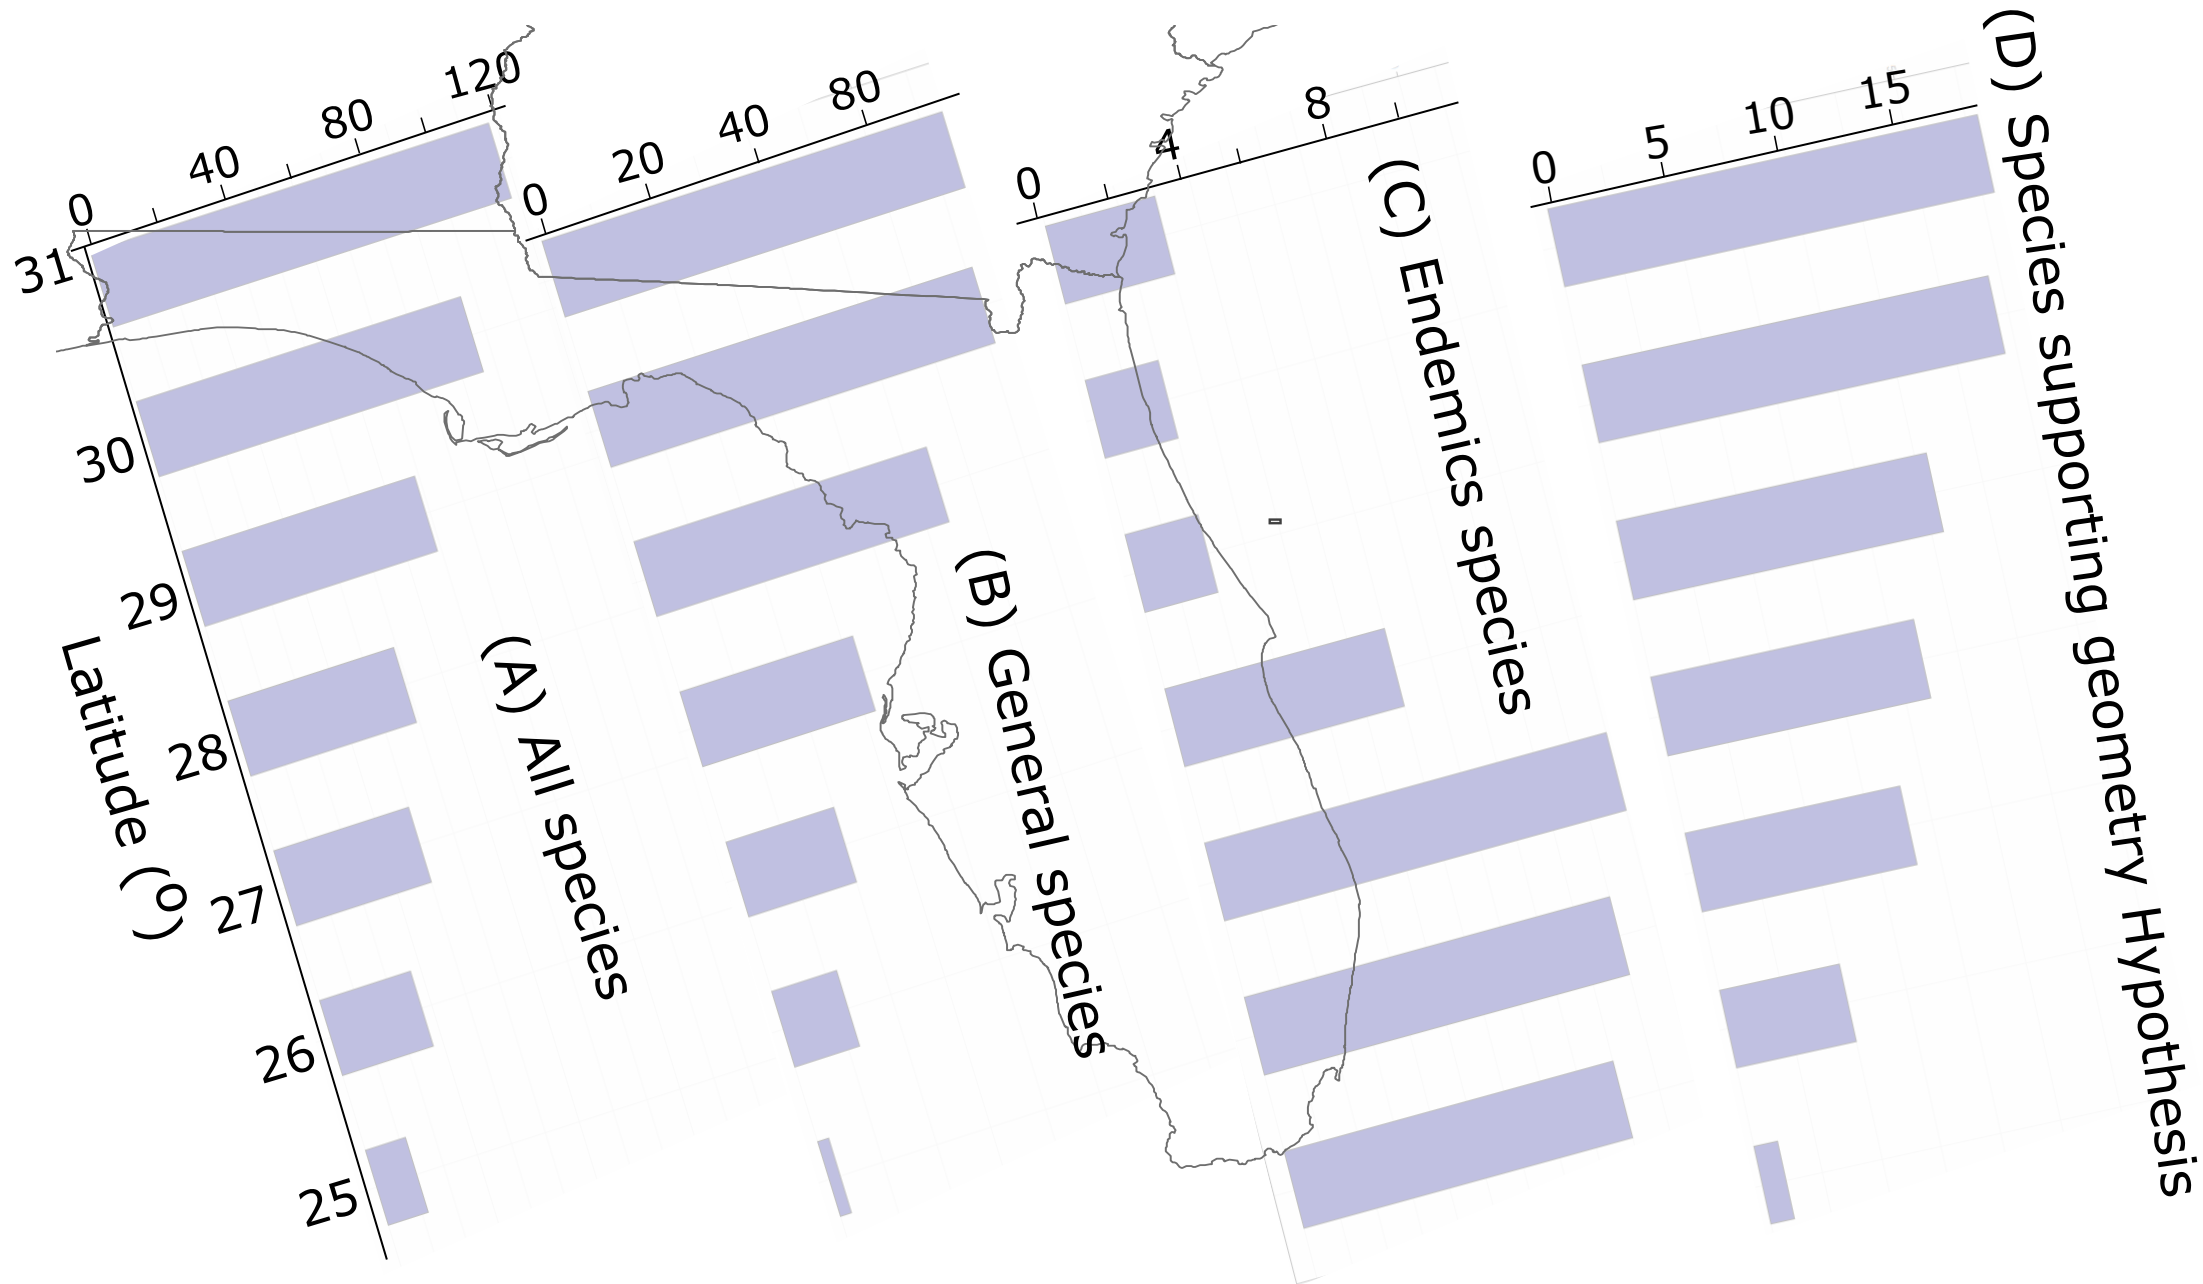 0 40 80 120
0 20 40 80
0 4 8
0 5 10 15
31
30
29
28
27
26
25
Latitude (º)
(A) All species
(B) General species
(C) Endemics species
(D) Species supporting geometry Hypothesis